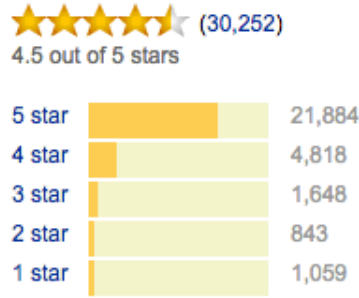 (30,252)
4.5 out of 5 stars
5 star 21,884
4 star 4,818
3 star 1,648
2 star 843
1 star 1,059